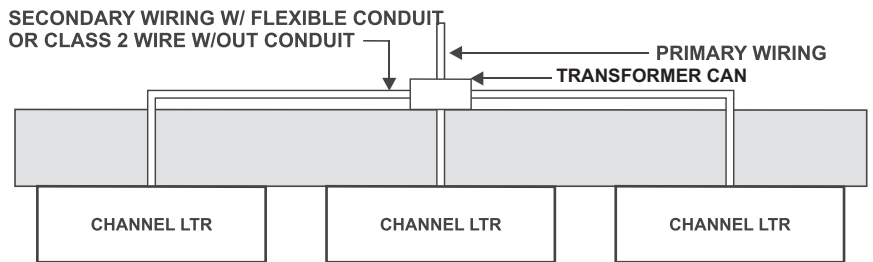 SECONDARY WIRING W/ FLEXIBLE CONDUIT
OR CLASS 2 WIRE W/OUT CONDUIT
PRIMARY WIRING
TRANSFORMER CAN
CHANNEL LTR
CHANNEL LTR
CHANNEL LTR